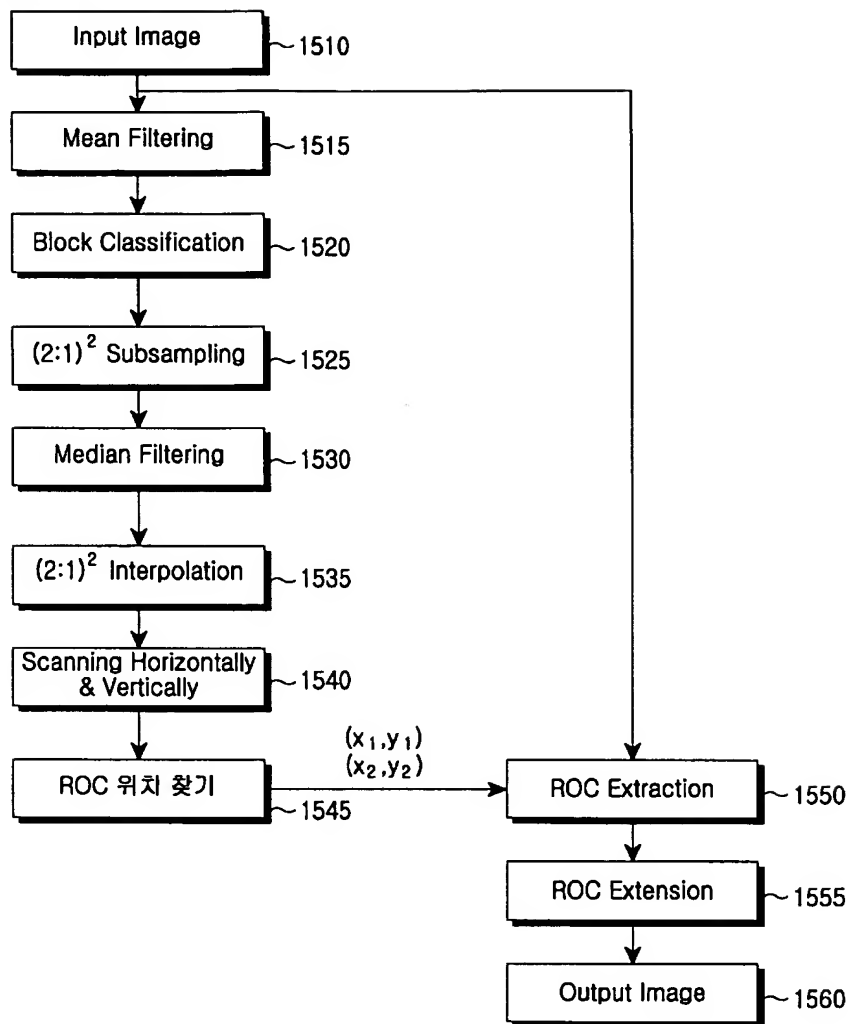 Input Image
1510
Mean Filtering
1515
Block Classification
1520
(2:1)² Subsampling
1525
Median Filtering
1530
(2:1)² Interpolation
1535
Scanning Horizontally
& Vertically
1540
ROC 위치 찾기
1545
(x₁,y₁)
(x₂,y₂)
ROC Extraction
1550
ROC Extension
1555
Output Image
1560